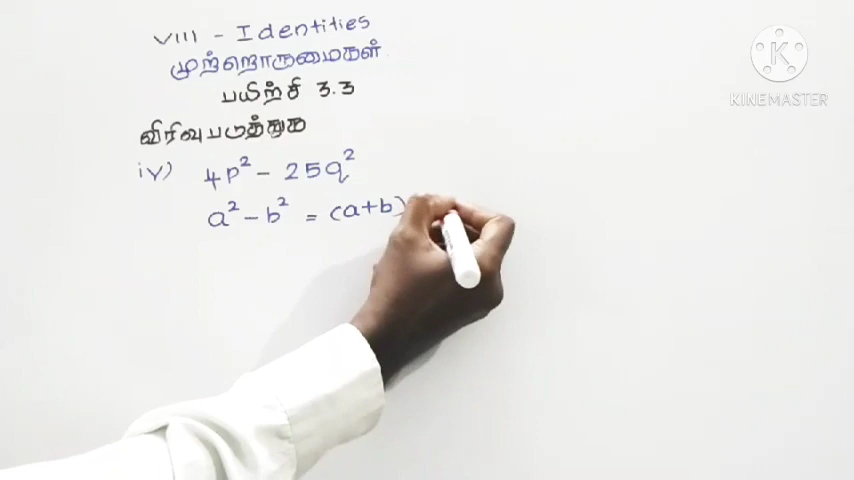 VIII - Identities
முற்றொருமைகள்
பயிற்சி 3.3
விரிவுபடுத்துக
iv) 4p² - 25q²
a² - b² = (a+b)
K
KINEMASTER